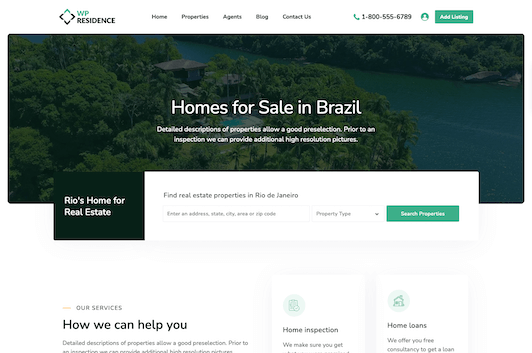 WP
RESIDENCE
Home Properties Agents Blog Contact Us
1-800-555-6789
Add Listing
Homes for Sale in Brazil
Detailed descriptions of properties allow a good preselection. Prior to an
inspection we can provide additional high resolution pictures.
Rio's Home for
Real Estate
Find real estate properties in Rio de Janeiro
Enter an address, state, city, area or zip code
Property Type
Search Properties
OUR SERVICES
How we can help you
Detailed descriptions of properties allow a good preselection. Prior to
an inspection we can provide additional high resolution pictures.
Home inspection
We make sure you get
Home loans
We offer you free
consultancy to get a loan